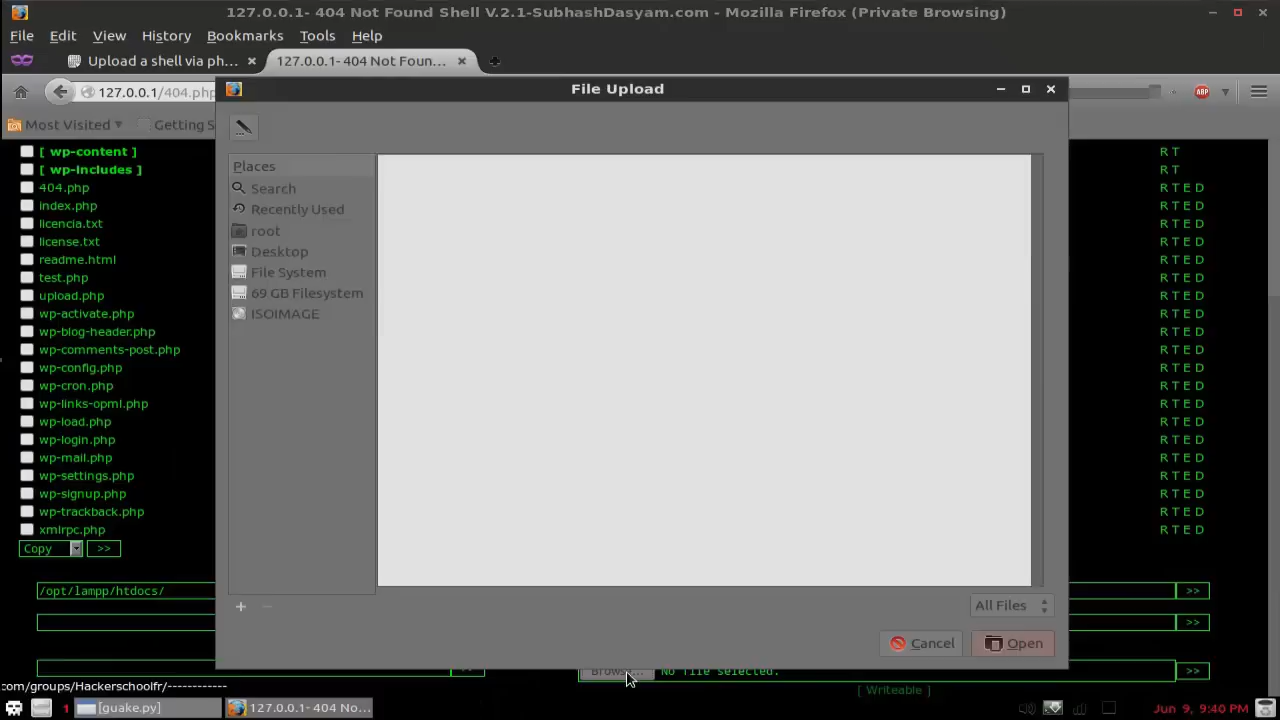 127.0.0.1- 404 Not Found Shell V.2.1-SubhashDasyam.com - Mozilla Firefox (Private Browsing)
File Edit View History Bookmarks Tools Help
Upload a shell via ph... 127.0.0.1- 404 Not Foun...
127.0.0.1/404.php
Most Visited Getting S
File Upload
Places
Search
Recently Used
root
Desktop
File System
69 GB Filesystem
ISOIMAGE
All Files
Cancel Open
[ wp-content ] R T
[ wp-includes ] R T
404.php R T E D
index.php R T E D
licencia.txt R T E D
license.txt R T E D
readme.html R T E D
test.php R T E D
upload.php R T E D
wp-activate.php R T E D
wp-blog-header.php R T E D
wp-comments-post.php R T E D
wp-config.php R T E D
wp-cron.php R T E D
wp-links-opml.php R T E D
wp-load.php R T E D
wp-login.php R T E D
wp-mail.php R T E D
wp-settings.php R T E D
wp-signup.php R T E D
wp-trackback.php R T E D
xmlrpc.php R T E D
Copy >>
/opt/lampp/htdocs/ >>
>>
>> Browse... No file selected. >>
[ Writeable ]
com/groups/Hackerschoolfr/------------
1 [guake.py] 127.0.0.1- 404 No... Jun 9, 9:40 PM